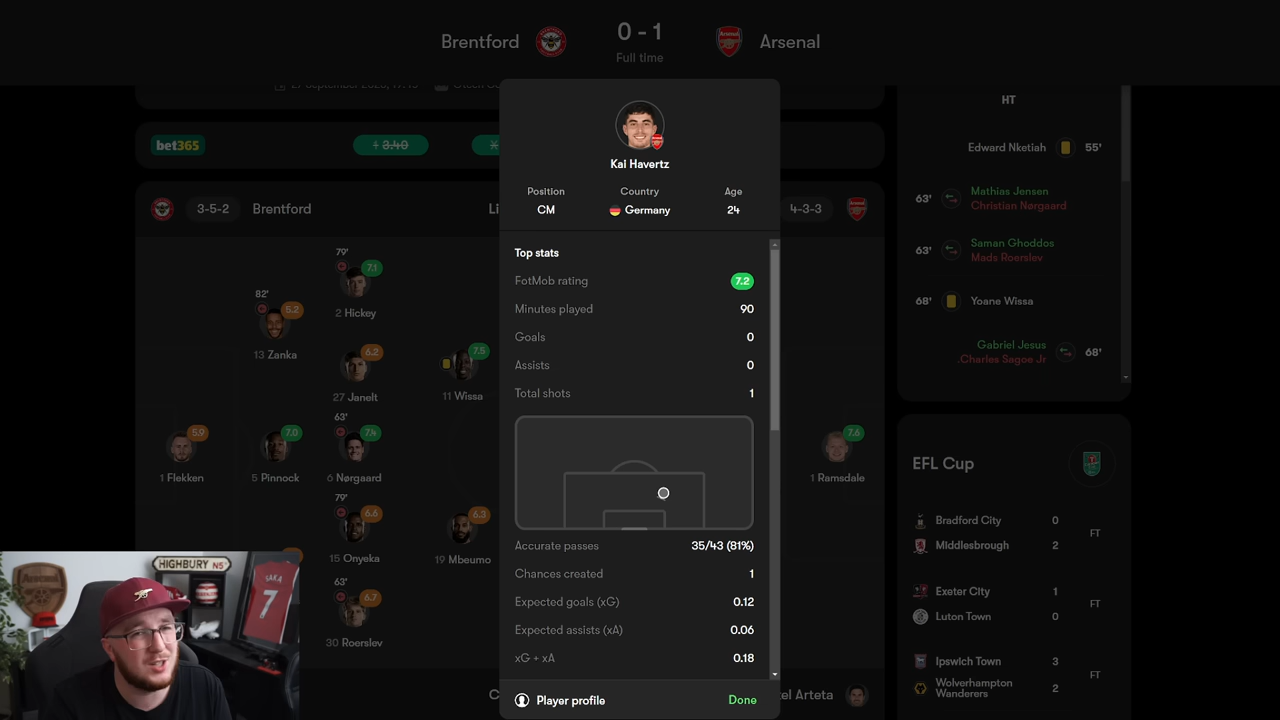 Brentford
0 - 1
Full time
Arsenal
bet365
3.40
X
3-5-2
Brentford
Li
4-3-3
79'
7.1
2 Hickey
82'
5.2
13 Zanka
6.2
27 Janelt
7.5
11 Wissa
63'
5.9
1 Flekken
7.0
5 Pinnock
7.4
6 Nørgaard
79'
6.6
15 Onyeka
6.3
19 Mbeumo
63'
6.7
30 Roerslev
7.6
1 Ramsdale
C
el Arteta
Kai Havertz
Position
Country
Age
CM
Germany
24
Top stats
FotMob rating
7.2
Minutes played
90
Goals
0
Assists
0
Total shots
1
Accurate passes
35/43 (81%)
Chances created
1
Expected goals (xG)
0.12
Expected assists (xA)
0.06
xG + xA
0.18
Player profile
Done
HT
Edward Nketiah
55'
63'
Mathias Jensen
Christian Nørgaard
63'
Saman Ghoddos
Mads Roerslev
68'
Yoane Wissa
Gabriel Jesus
.Charles Sagoe Jr
68'
EFL Cup
Bradford City
0
Middlesbrough
2
FT
Exeter City
1
Luton Town
0
FT
Ipswich Town
3
Wolverhampton
Wanderers
2
FT
HIGHBURY N5
Arsenal
SAKA
7